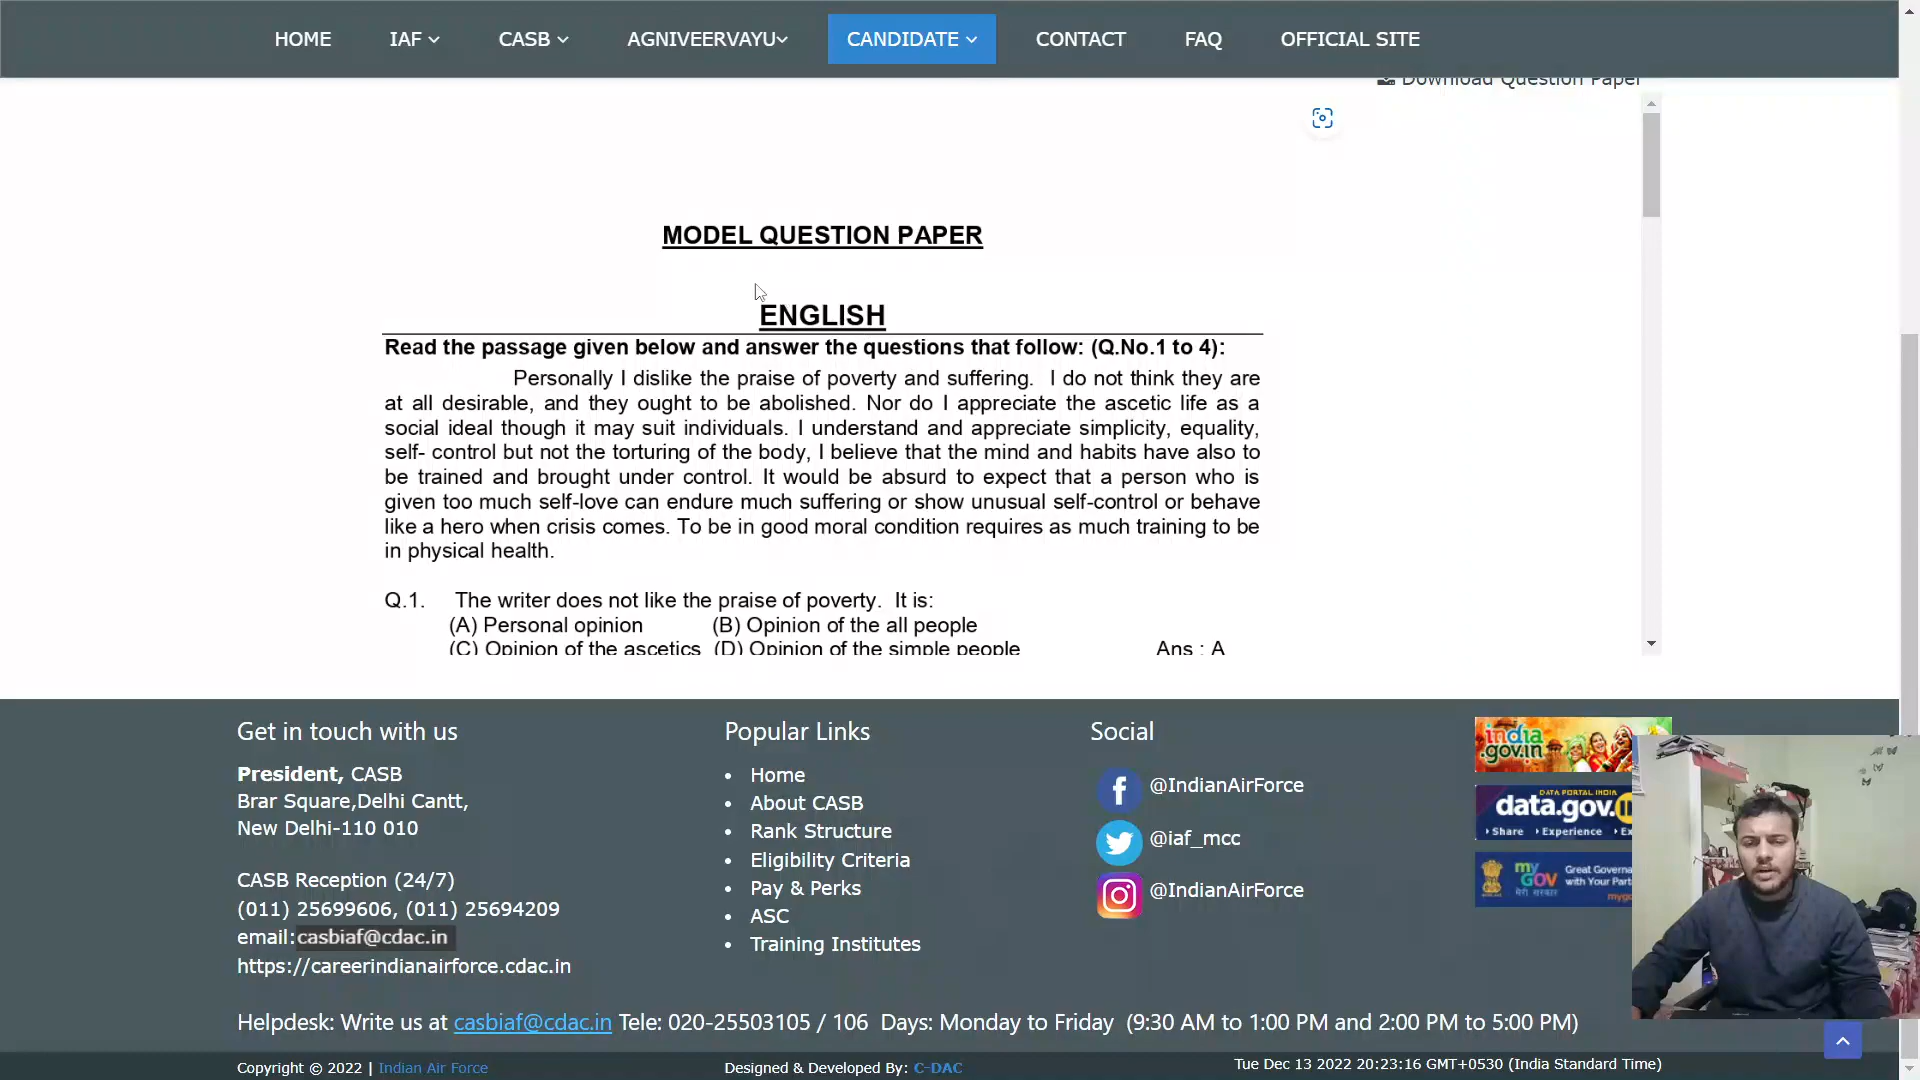 HOME IAF CASB AGNIVEERVAYU CANDIDATE CONTACT FAQ OFFICIAL SITE
Download Question Paper
MODEL QUESTION PAPER
ENGLISH
Read the passage given below and answer the questions that follow: (Q.No.1 to 4):
Personally I dislike the praise of poverty and suffering. I do not think they are
at all desirable, and they ought to be abolished. Nor do I appreciate the ascetic life as a
social ideal though it may suit individuals. I understand and appreciate simplicity, equality,
self- control but not the torturing of the body, I believe that the mind and habits have also to
be trained and brought under control. It would be absurd to expect that a person who is
given too much self-love can endure much suffering or show unusual self-control or behave
like a hero when crisis comes. To be in good moral condition requires as much training to be
in physical health.
Q.1. The writer does not like the praise of poverty. It is:
(A) Personal opinion (B) Opinion of the all people
(C) Opinion of the ascetics (D) Opinion of the simple people Ans : A
Get in touch with us
President, CASB
Brar Square,Delhi Cantt,
New Delhi-110 010
CASB Reception (24/7)
(011) 25699606, (011) 25694209
email:casbiaf@cdac.in
https://careerindianairforce.cdac.in
Popular Links
Home
About CASB
Rank Structure
Eligibility Criteria
Pay & Perks
ASC
Training Institutes
Social
@IndianAirForce
@iaf_mcc
@IndianAirForce
india
.gov.in
DATA PORTAL INDIA
data.gov.in
Share Experience
my
GOV
मेरी सरकार
Great Governa
with Your Part
Helpdesk: Write us at casbiaf@cdac.in Tele: 020-25503105 / 106 Days: Monday to Friday (9:30 AM to 1:00 PM and 2:00 PM to 5:00 PM)
Copyright © 2022 | Indian Air Force
Designed & Developed By: C-DAC
Tue Dec 13 2022 20:23:16 GMT+0530 (India Standard Time)